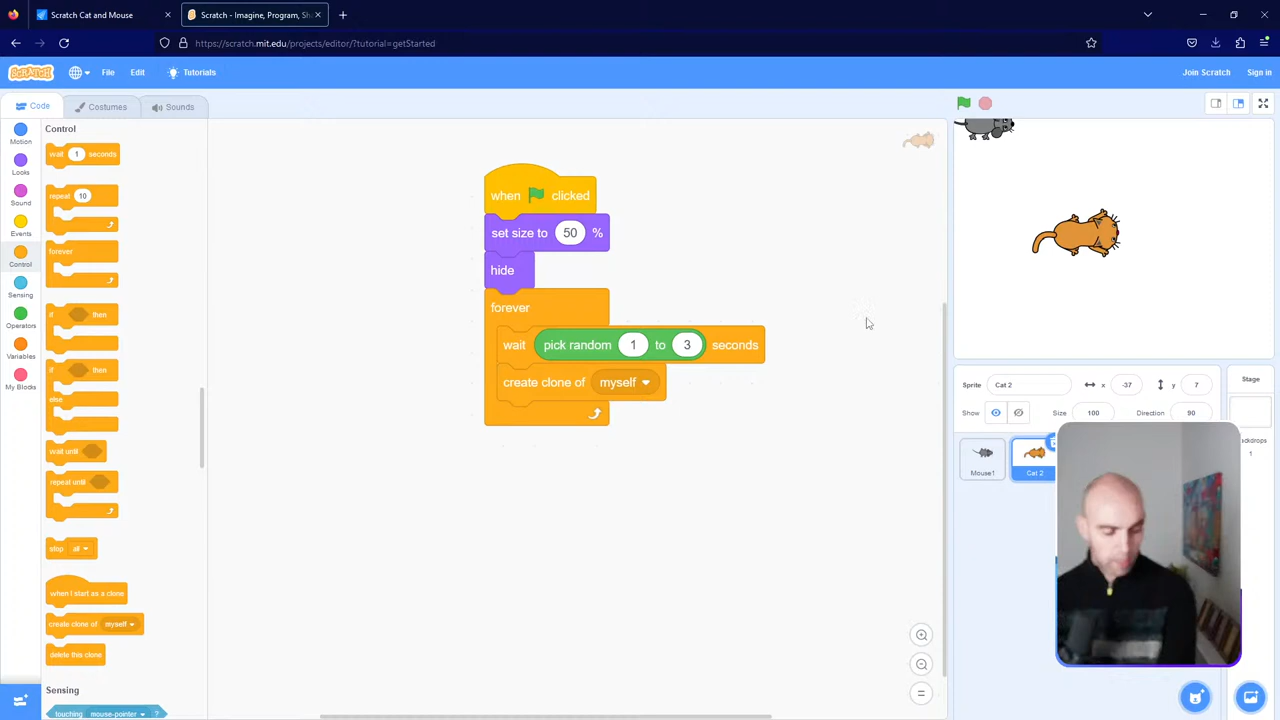 Scratch Cat and Mouse
Scratch - Imagine, Program, Sha
https://scratch.mit.edu/projects/editor/?tutorial=getStarted
SCRATCH
File
Edit
Tutorials
Join Scratch
Sign in
Code
Costumes
Sounds
Motion
Looks
Sound
Events
Control
Sensing
Operators
Variables
My Blocks
Control
wait 1 seconds
repeat 10
forever
if then
if then
else
wait until
repeat until
stop all
when I start as a clone
create clone of myself
delete this clone
Sensing
touching mouse-pointer ?
when clicked
set size to 50 %
hide
forever
wait pick random 1 to 3 seconds
create clone of myself
Sprite Cat 2 x -37 y 7
Show Size 100 Direction 90
Mouse1
Cat 2
Stage
1